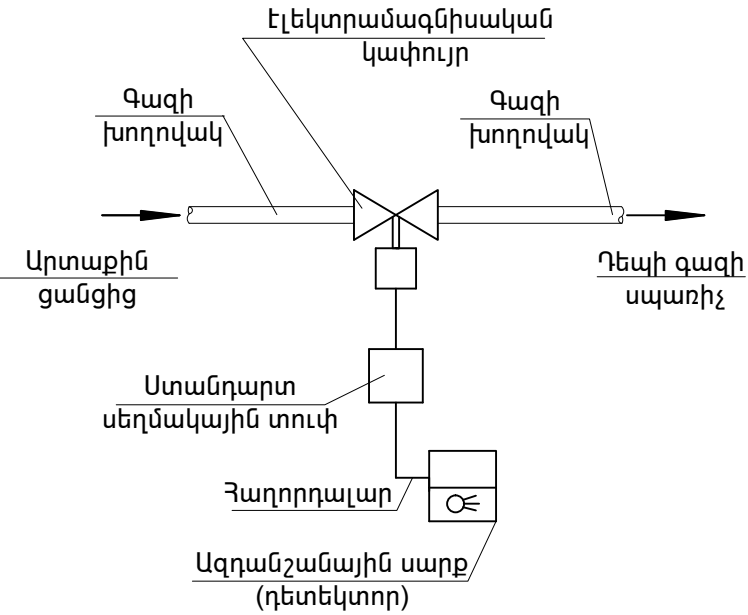 Էլեկտրամագնիսական
կափույր
Գազի
խողովակ
Գազի
խողովակ
Արտաքին
ցանցից
Դեպի գազի
սպառիչ
Ստանդարտ
սեղմակային տուփ
Հաղորդալար
Ազդանշանային սարք
(դետեկտոր)